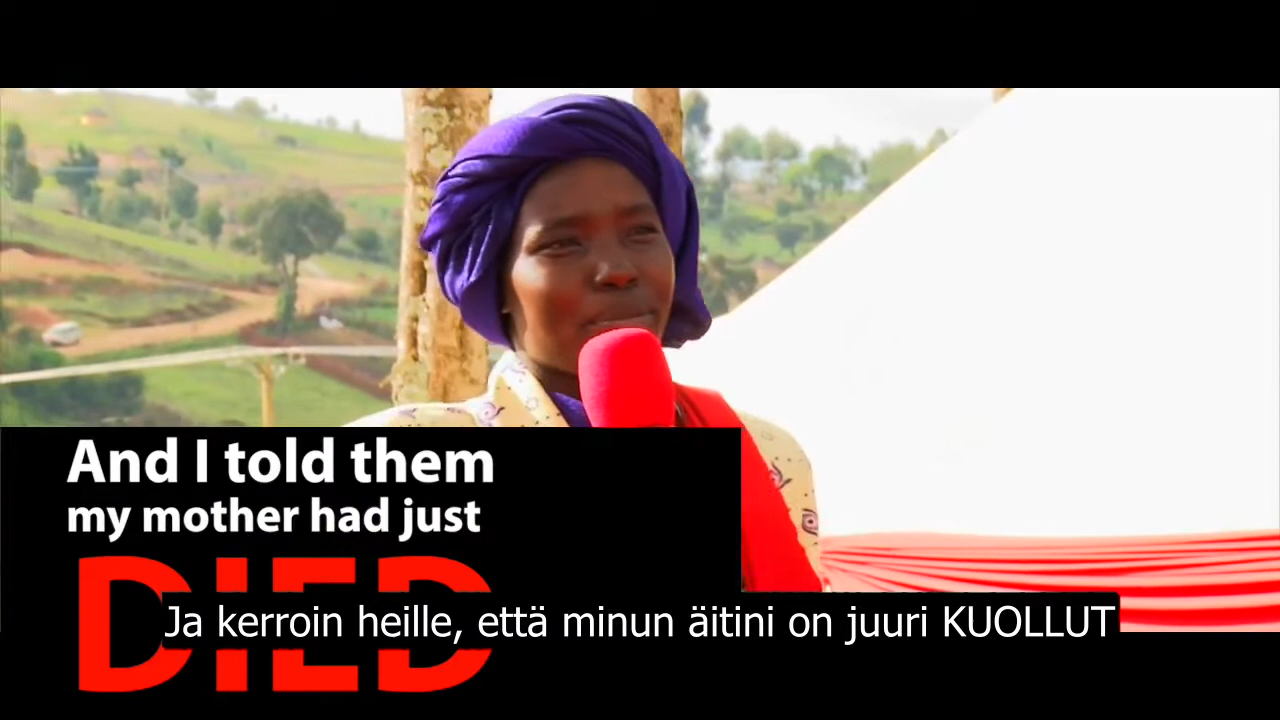 And I told them
my mother had just
DIED
Ja kerroin heille, että minun äitini on juuri KUOLLUT